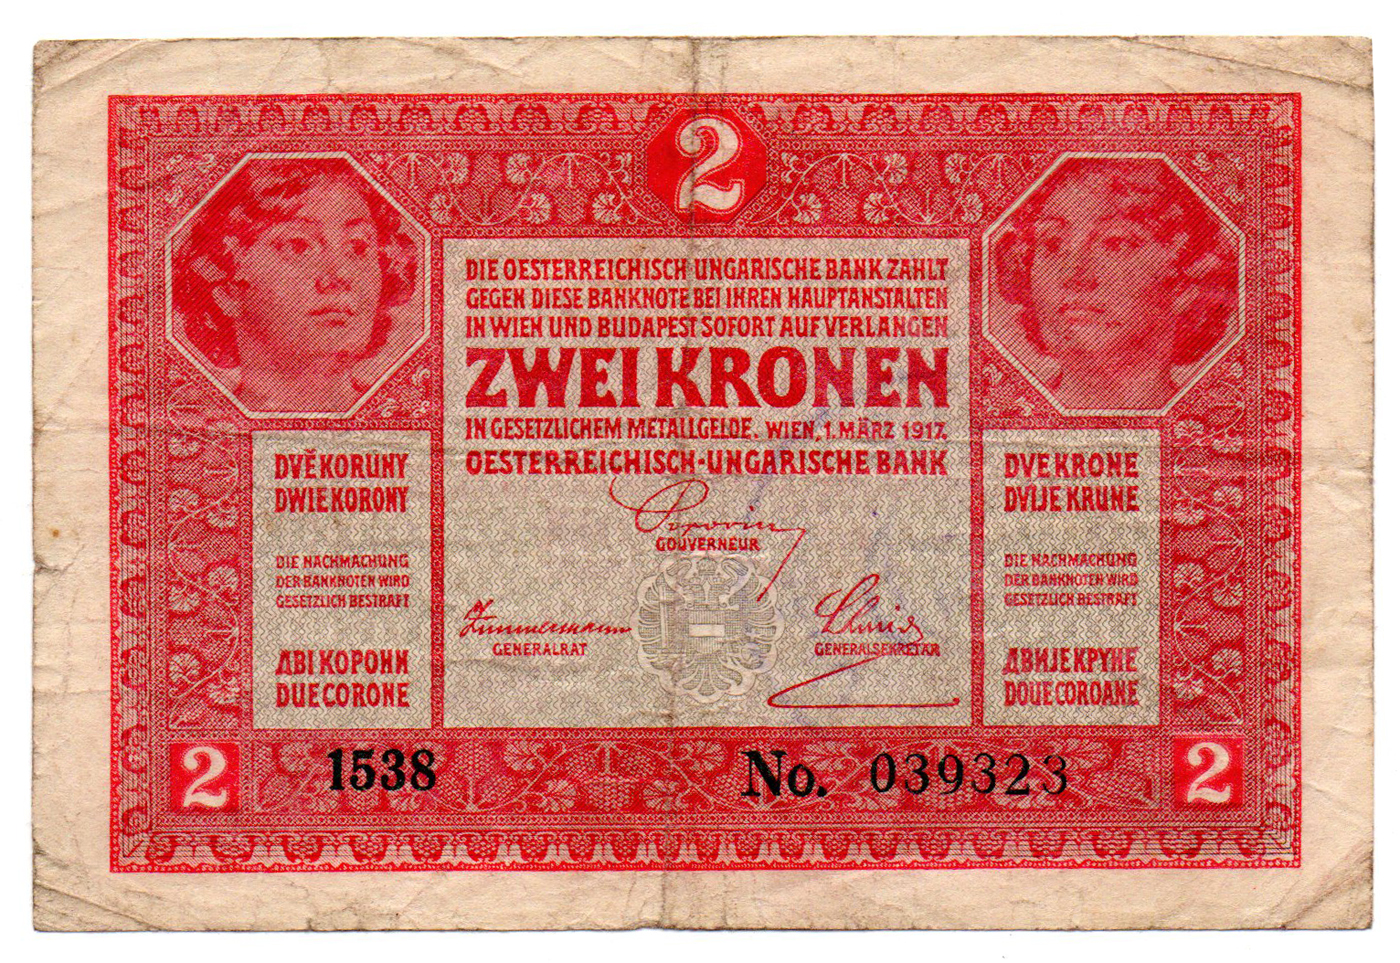 2
DIE OESTERREICHISCH-UNGARISCHE BANK ZAHLT
GEGEN DIESE BANKNOTE BEI IHREN HAUPTANSTALTEN
IN WIEN UND BUDAPEST SOFORT AUF VERLANGEN
ZWEI KRONEN
IN GESETZLICHEM METALLGELDE. WIEN, 1. MÄRZ 1917.
OESTERREICHISCH-UNGARISCHE BANK
Popovics
GOUVERNEUR
Zimmermann
GENERALRAT
Schmid
GENERALSEKRETÄR
DVĚ KORUNY
DWIE KORONY
DIE NACHMACHUNG
DER BANKNOTEN WIRD
GESETZLICH BESTRAFT
ДВІ КОРОНИ
DUE CORONE
DVE KRONE
DVIJE KRUNE
DIE NACHMACHUNG
DER BANKNOTEN WIRD
GESETZLICH BESTRAFT
ДВИЈЕ КРУНЕ
DOUE COROANE
2
1538
No. 039323
2